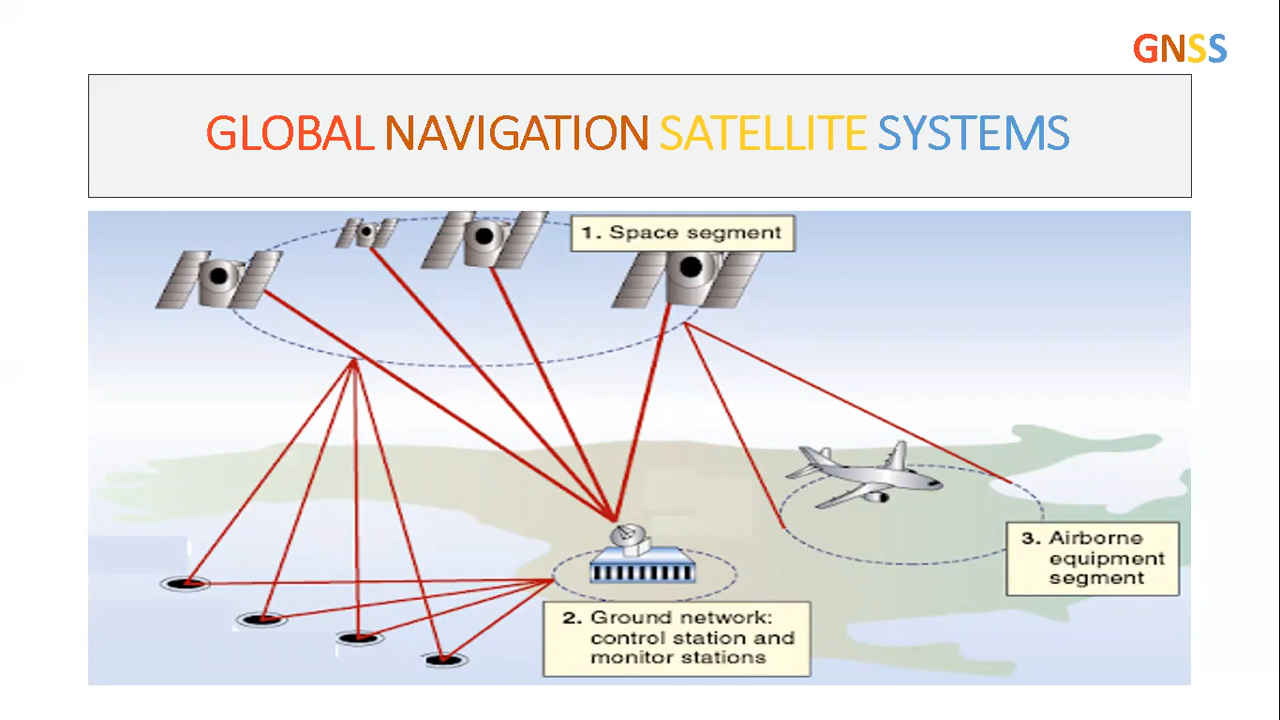 GNSS
GLOBAL NAVIGATION SATELLITE SYSTEMS
1. Space segment
3. Airborne
equipment
segment
2. Ground network:
control station and
monitor stations